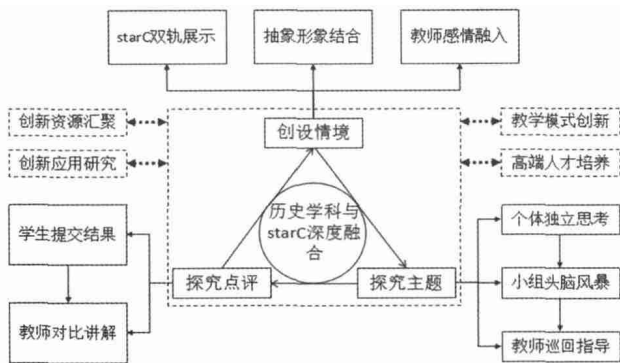 starC双轨展示
抽象形象结合
教师感情融入
创新资源汇聚
创设情境
教学模式创新
创新应用研究
高端人才培养
历史学科与
starC深度融
合
学生提交结果
个体独立思考
探究点评
探究主题
小组头脑风暴
教师对比讲解
教师巡回指导